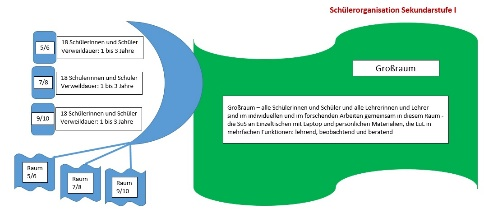 Schülerorganisation Sekundarstufe I
5/6
18 Schülerinnen und Schüler
Verweildauer: 1 bis 3 Jahre
7/8
18 Schülerinnen und Schüler
Verweildauer: 1 bis 3 Jahre
9/10
18 Schülerinnen und Schüler
Verweildauer: 1 bis 3 Jahre
Großraum
Großraum – alle Schülerinnen und Schüler und alle Lehrerinnen und Lehrer
sind im individuellen und im forschenden Arbeiten gemeinsam in diesem Raum -
die SuS an Einzeltischen mit Laptop und persönlichen Materialien, die LuL in
mehrfachen Funktionen: lehrend, beobachtend und beratend
Raum
5/6
Raum
7/8
Raum
9/10